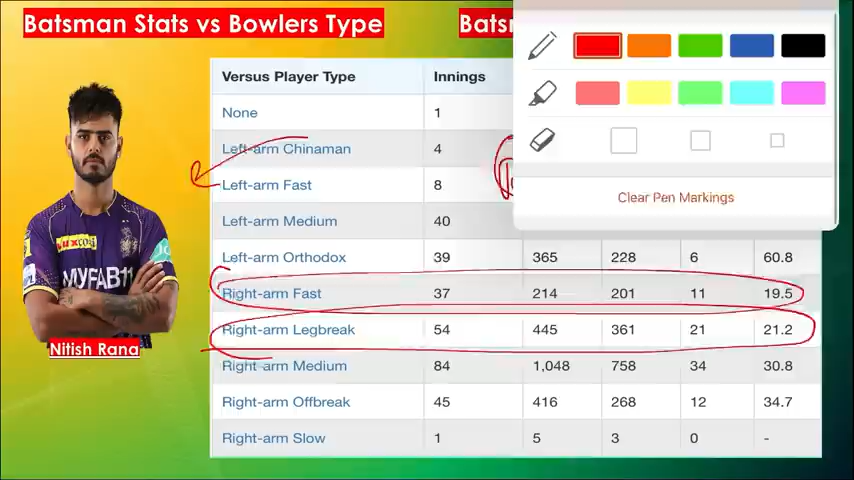 Batsman Stats vs Bowlers Type
Bats
Versus Player Type Innings
None 1
Left-arm Chinaman 4
Left-arm Fast 8
Left-arm Medium 40
Left-arm Orthodox 39 365 228 6 60.8
Right-arm Fast 37 214 201 11 19.5
Right-arm Legbreak 54 445 361 21 21.2
Right-arm Medium 84 1,048 758 34 30.8
Right-arm Offbreak 45 416 268 12 34.7
Right-arm Slow 1 5 3 0 -
Clear Pen Markings
LUX COZI
MYFAB11
Nitish Rana